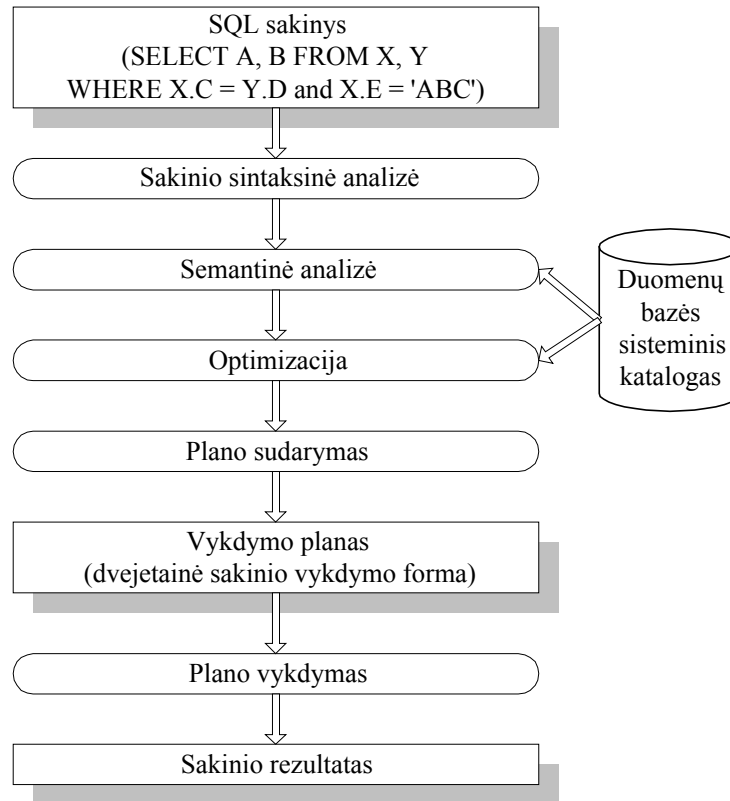 SQL sakinys
(SELECT A, B FROM X, Y
WHERE X.C = Y.D and X.E = 'ABC')
Sakinio sintaksinė analizė
Semantinė analizė
Duomenų
bazės
sisteminis
katalogas
Optimizacija
Plano sudarymas
Vykdymo planas
(dvejetainė sakinio vykdymo forma)
Plano vykdymas
Sakinio rezultatas